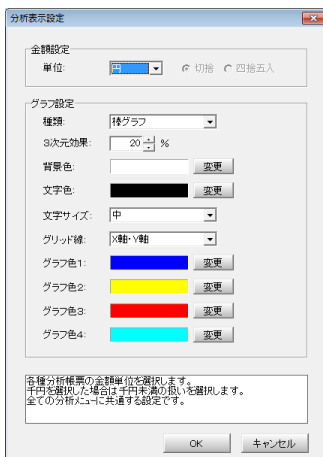 分析表示設定
金額設定
単位: 円 切捨 四捨五入
グラフ設定
種類: 棒グラフ
3次元効果: 20 %
背景色: 変更
文字色: 変更
文字サイズ: 中
グリッド線: X軸・Y軸
グラフ色1: 変更
グラフ色2: 変更
グラフ色3: 変更
グラフ色4: 変更
各種分析帳票の金額単位を選択します。
千円を選択した場合は千円未満の扱いを選択します。
全ての分析メニューに共通する設定です。
OK キャンセル